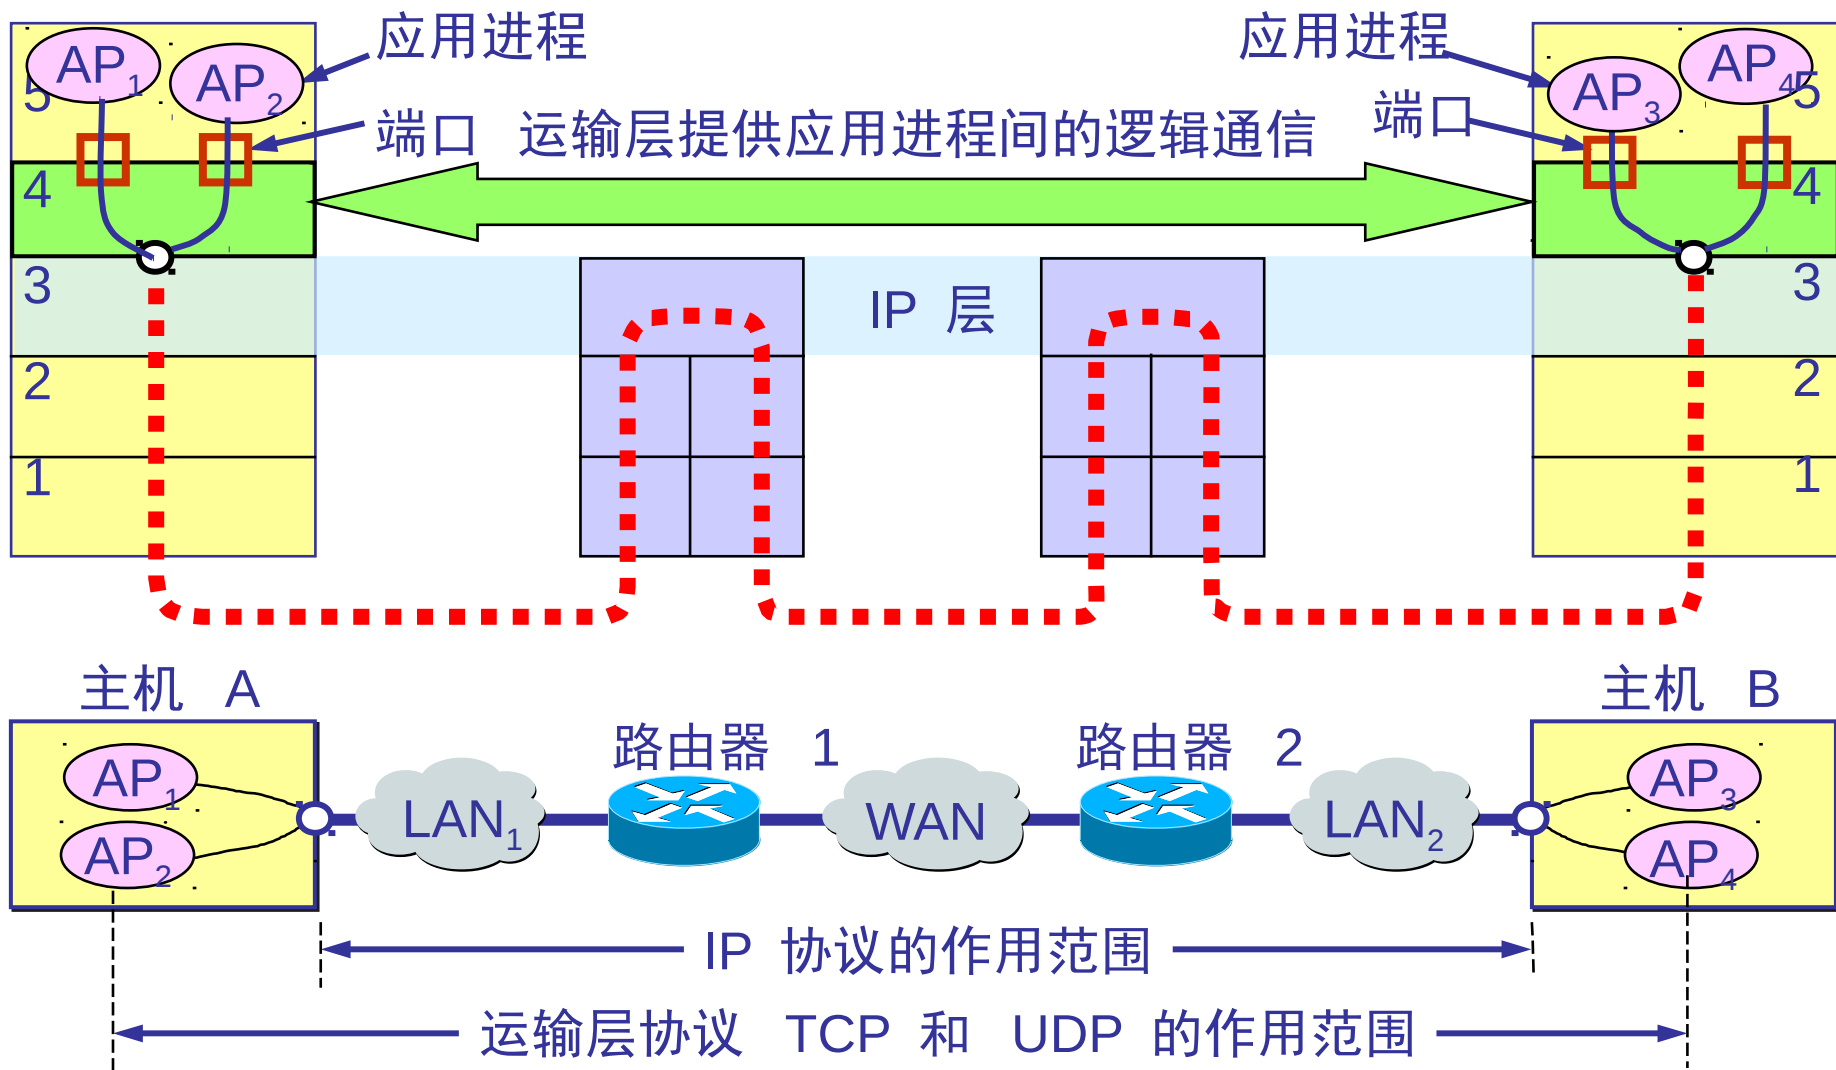 应用进程
应用进程
AP1
AP2
AP3
AP4
5
5
端口
运输层提供应用进程间的逻辑通信
端口
4
4
3
IP 层
3
2
2
1
1
主机 A
主机 B
路由器 1
路由器 2
AP1
AP2
LAN1
WAN
LAN2
AP3
AP4
IP 协议的作用范围
运输层协议 TCP 和 UDP 的作用范围